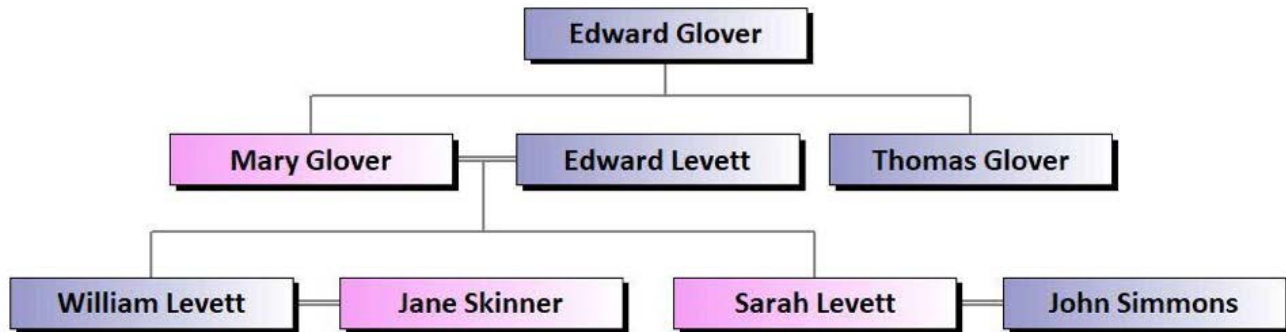 Edward Glover
Mary Glover
Edward Levett
Thomas Glover
William Levett
Jane Skinner
Sarah Levett
John Simmons